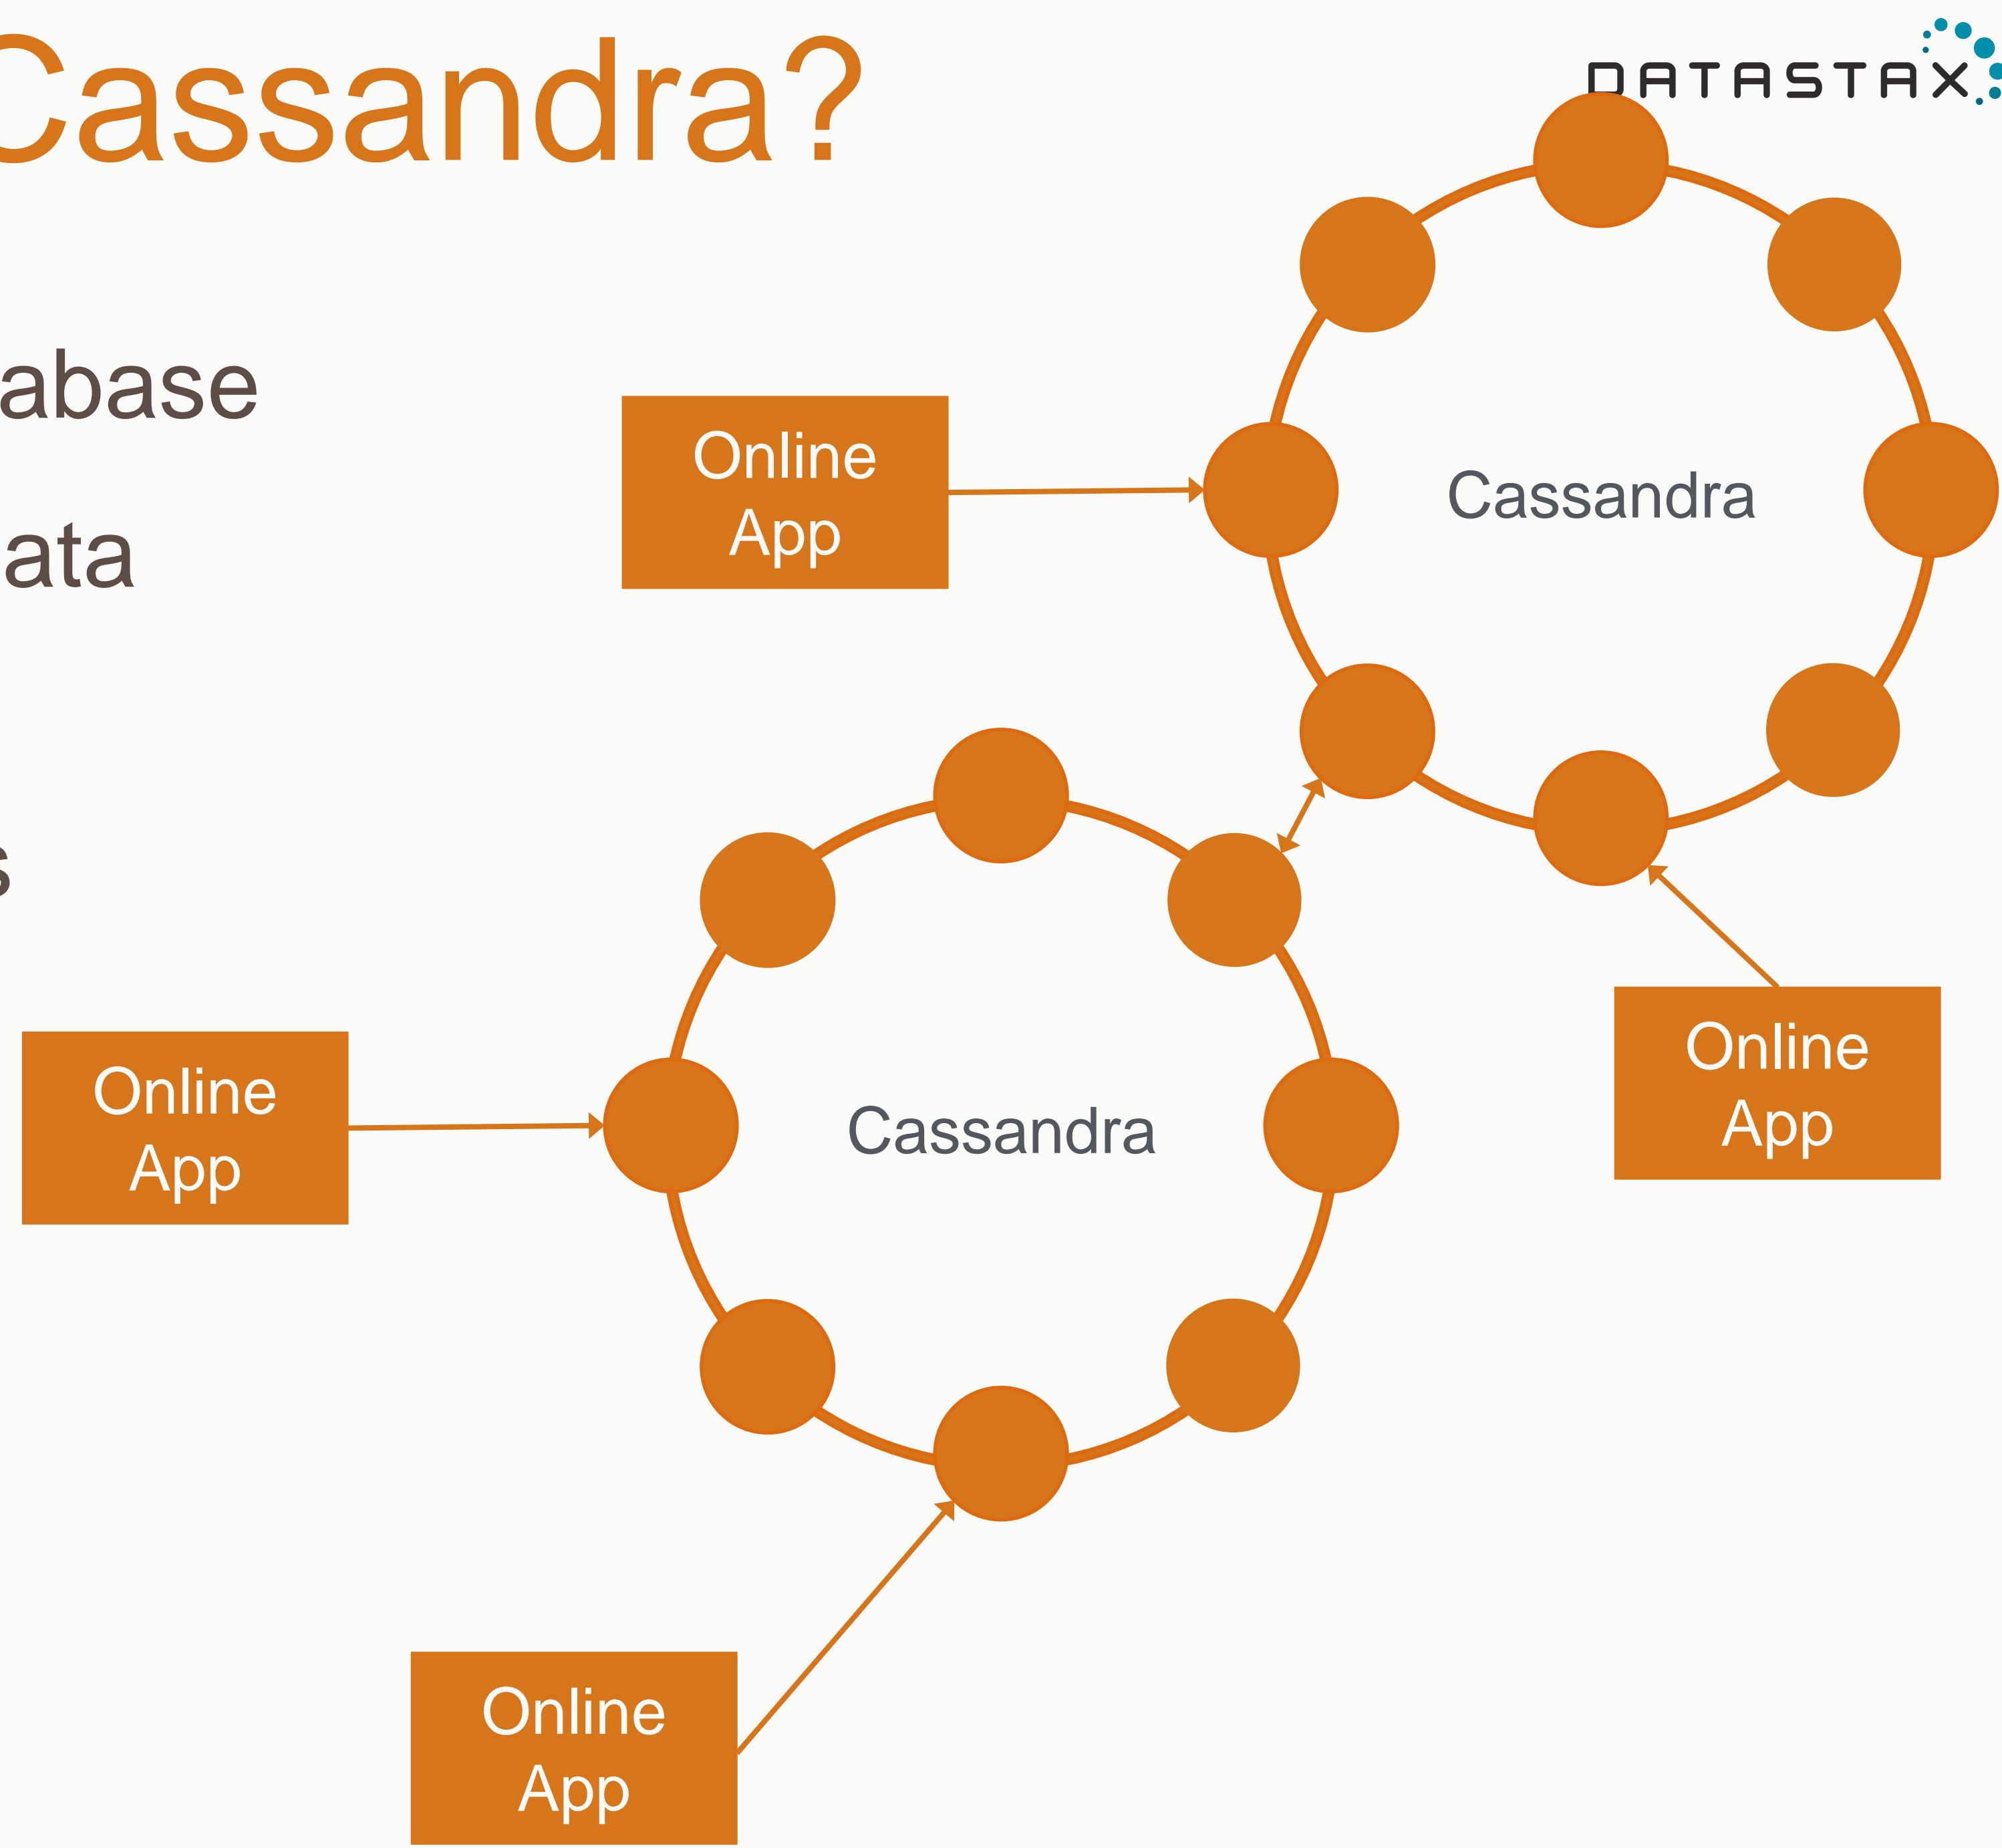 Cassandra?
DATASTAX
abase
ata
s
Online
App
Cassandra
Online
App
Cassandra
Online
App
Online
App